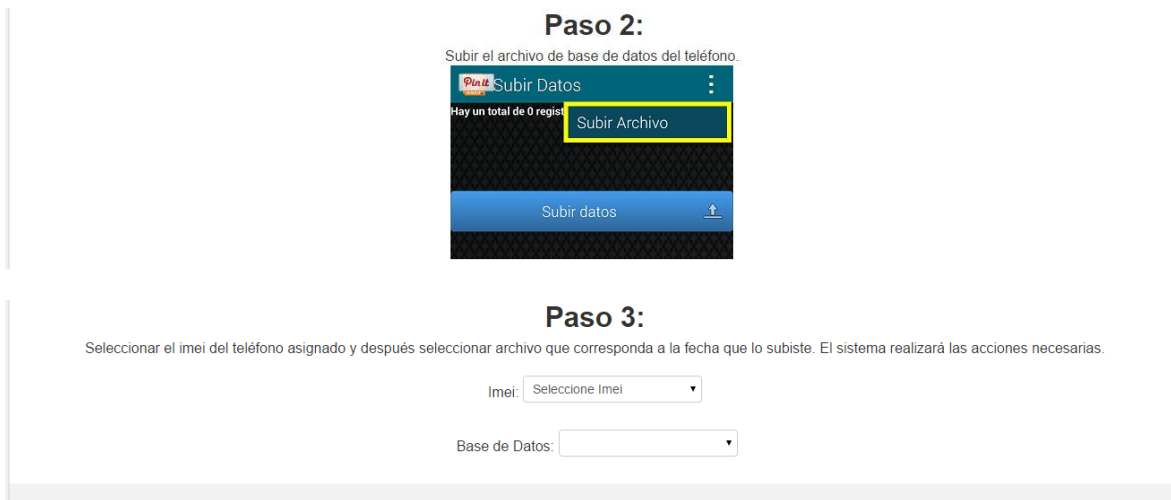 Paso 2:
Subir el archivo de base de datos del teléfono.
Pin it Subir Datos
Hay un total de 0 regist
Subir Archivo
Subir datos
Paso 3:
Seleccionar el imei del teléfono asignado y después seleccionar archivo que corresponda a la fecha que lo subiste. El sistema realizará las acciones necesarias.
Imei: Seleccione Imei
Base de Datos: